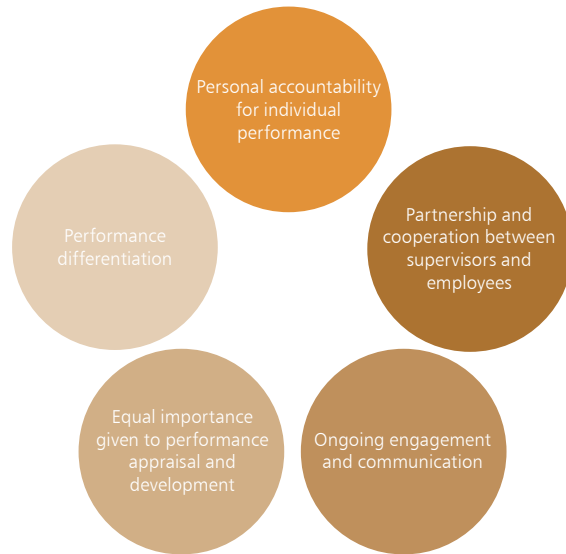 Personal accountability
for individual
performance
Partnership and
cooperation between
supervisors and
employees
Ongoing engagement
and communication
Equal importance
given to performance
appraisal and
development
Performance
differentiation